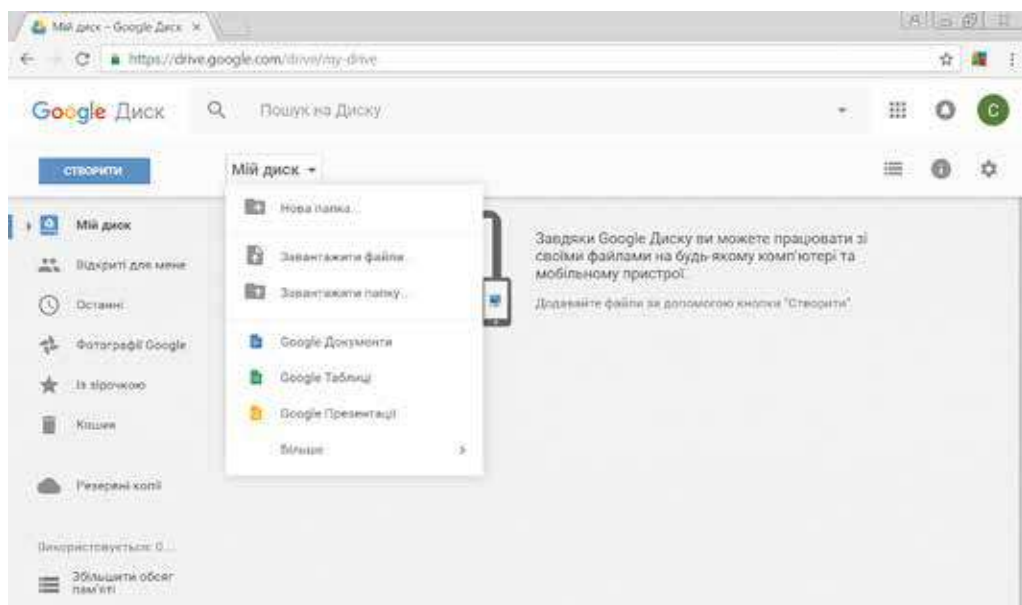 Мій диск – Google Диск
https://drive.google.com/drive/my-drive
Google Диск
Пошук на Диску
C
СТВОРИТИ
Мій диск
Мій диск
Відкриті для мене
Останні
Фотографії Google
Із зірочкою
Кошик
Резервні копії
Використовується: 0...
Збільшити обсяг
пам'яті
Нова папка...
Завантажити файли...
Завантажити папку...
Google Документи
Google Таблиці
Google Презентації
Більше
Завдяки Google Диску ви можете працювати зі
своїми файлами на будь-якому комп'ютері та
мобільному пристрої.
Додавайте файли за допомогою кнопки "Створити"